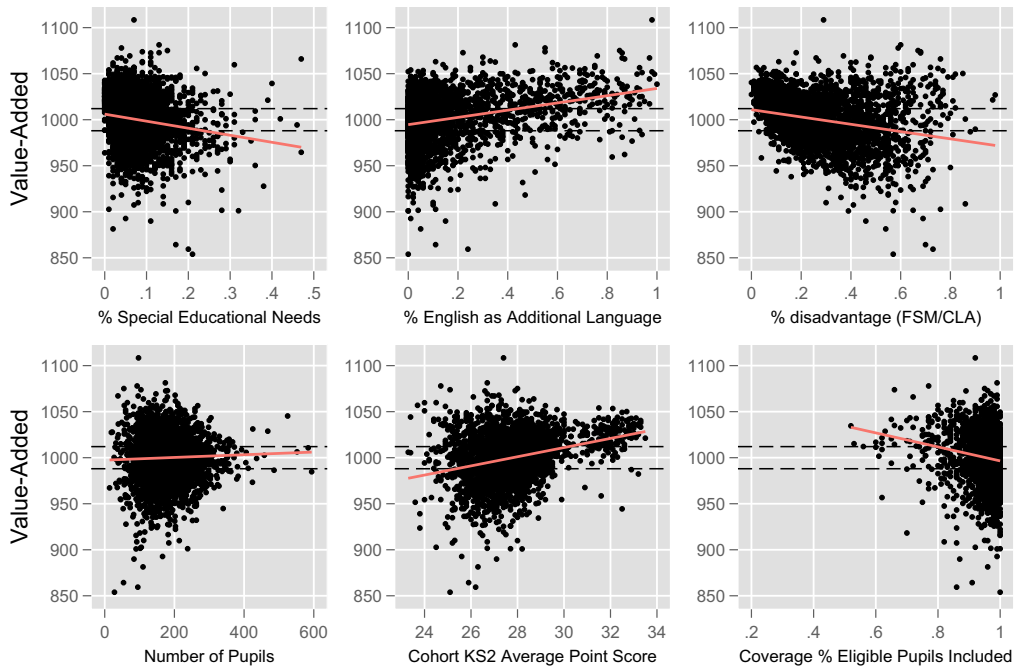 Value-Added
1100
1050
1000
950
900
850
0 .1 .2 .3 .4 .5
% Special Educational Needs
1100
1050
1000
950
900
850
0 .2 .4 .6 .8 1
% English as Additional Language
1100
1050
1000
950
900
850
0 .2 .4 .6 .8 1
% disadvantage (FSM/CLA)
Value-Added
1100
1050
1000
950
900
850
0 200 400 600
Number of Pupils
1100
1050
1000
950
900
850
24 26 28 30 32 34
Cohort KS2 Average Point Score
1100
1050
1000
950
900
850
0 .2 .4 .6 .8 1
Coverage % Eligible Pupils Included